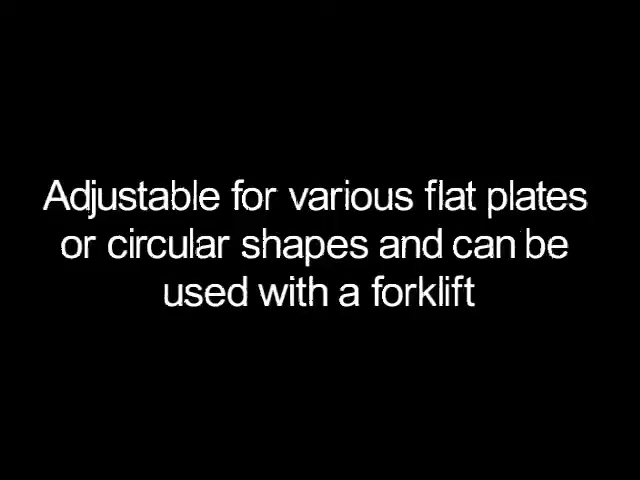 Adjustable for various flat plates
or circular shapes and can be
used with a forklift